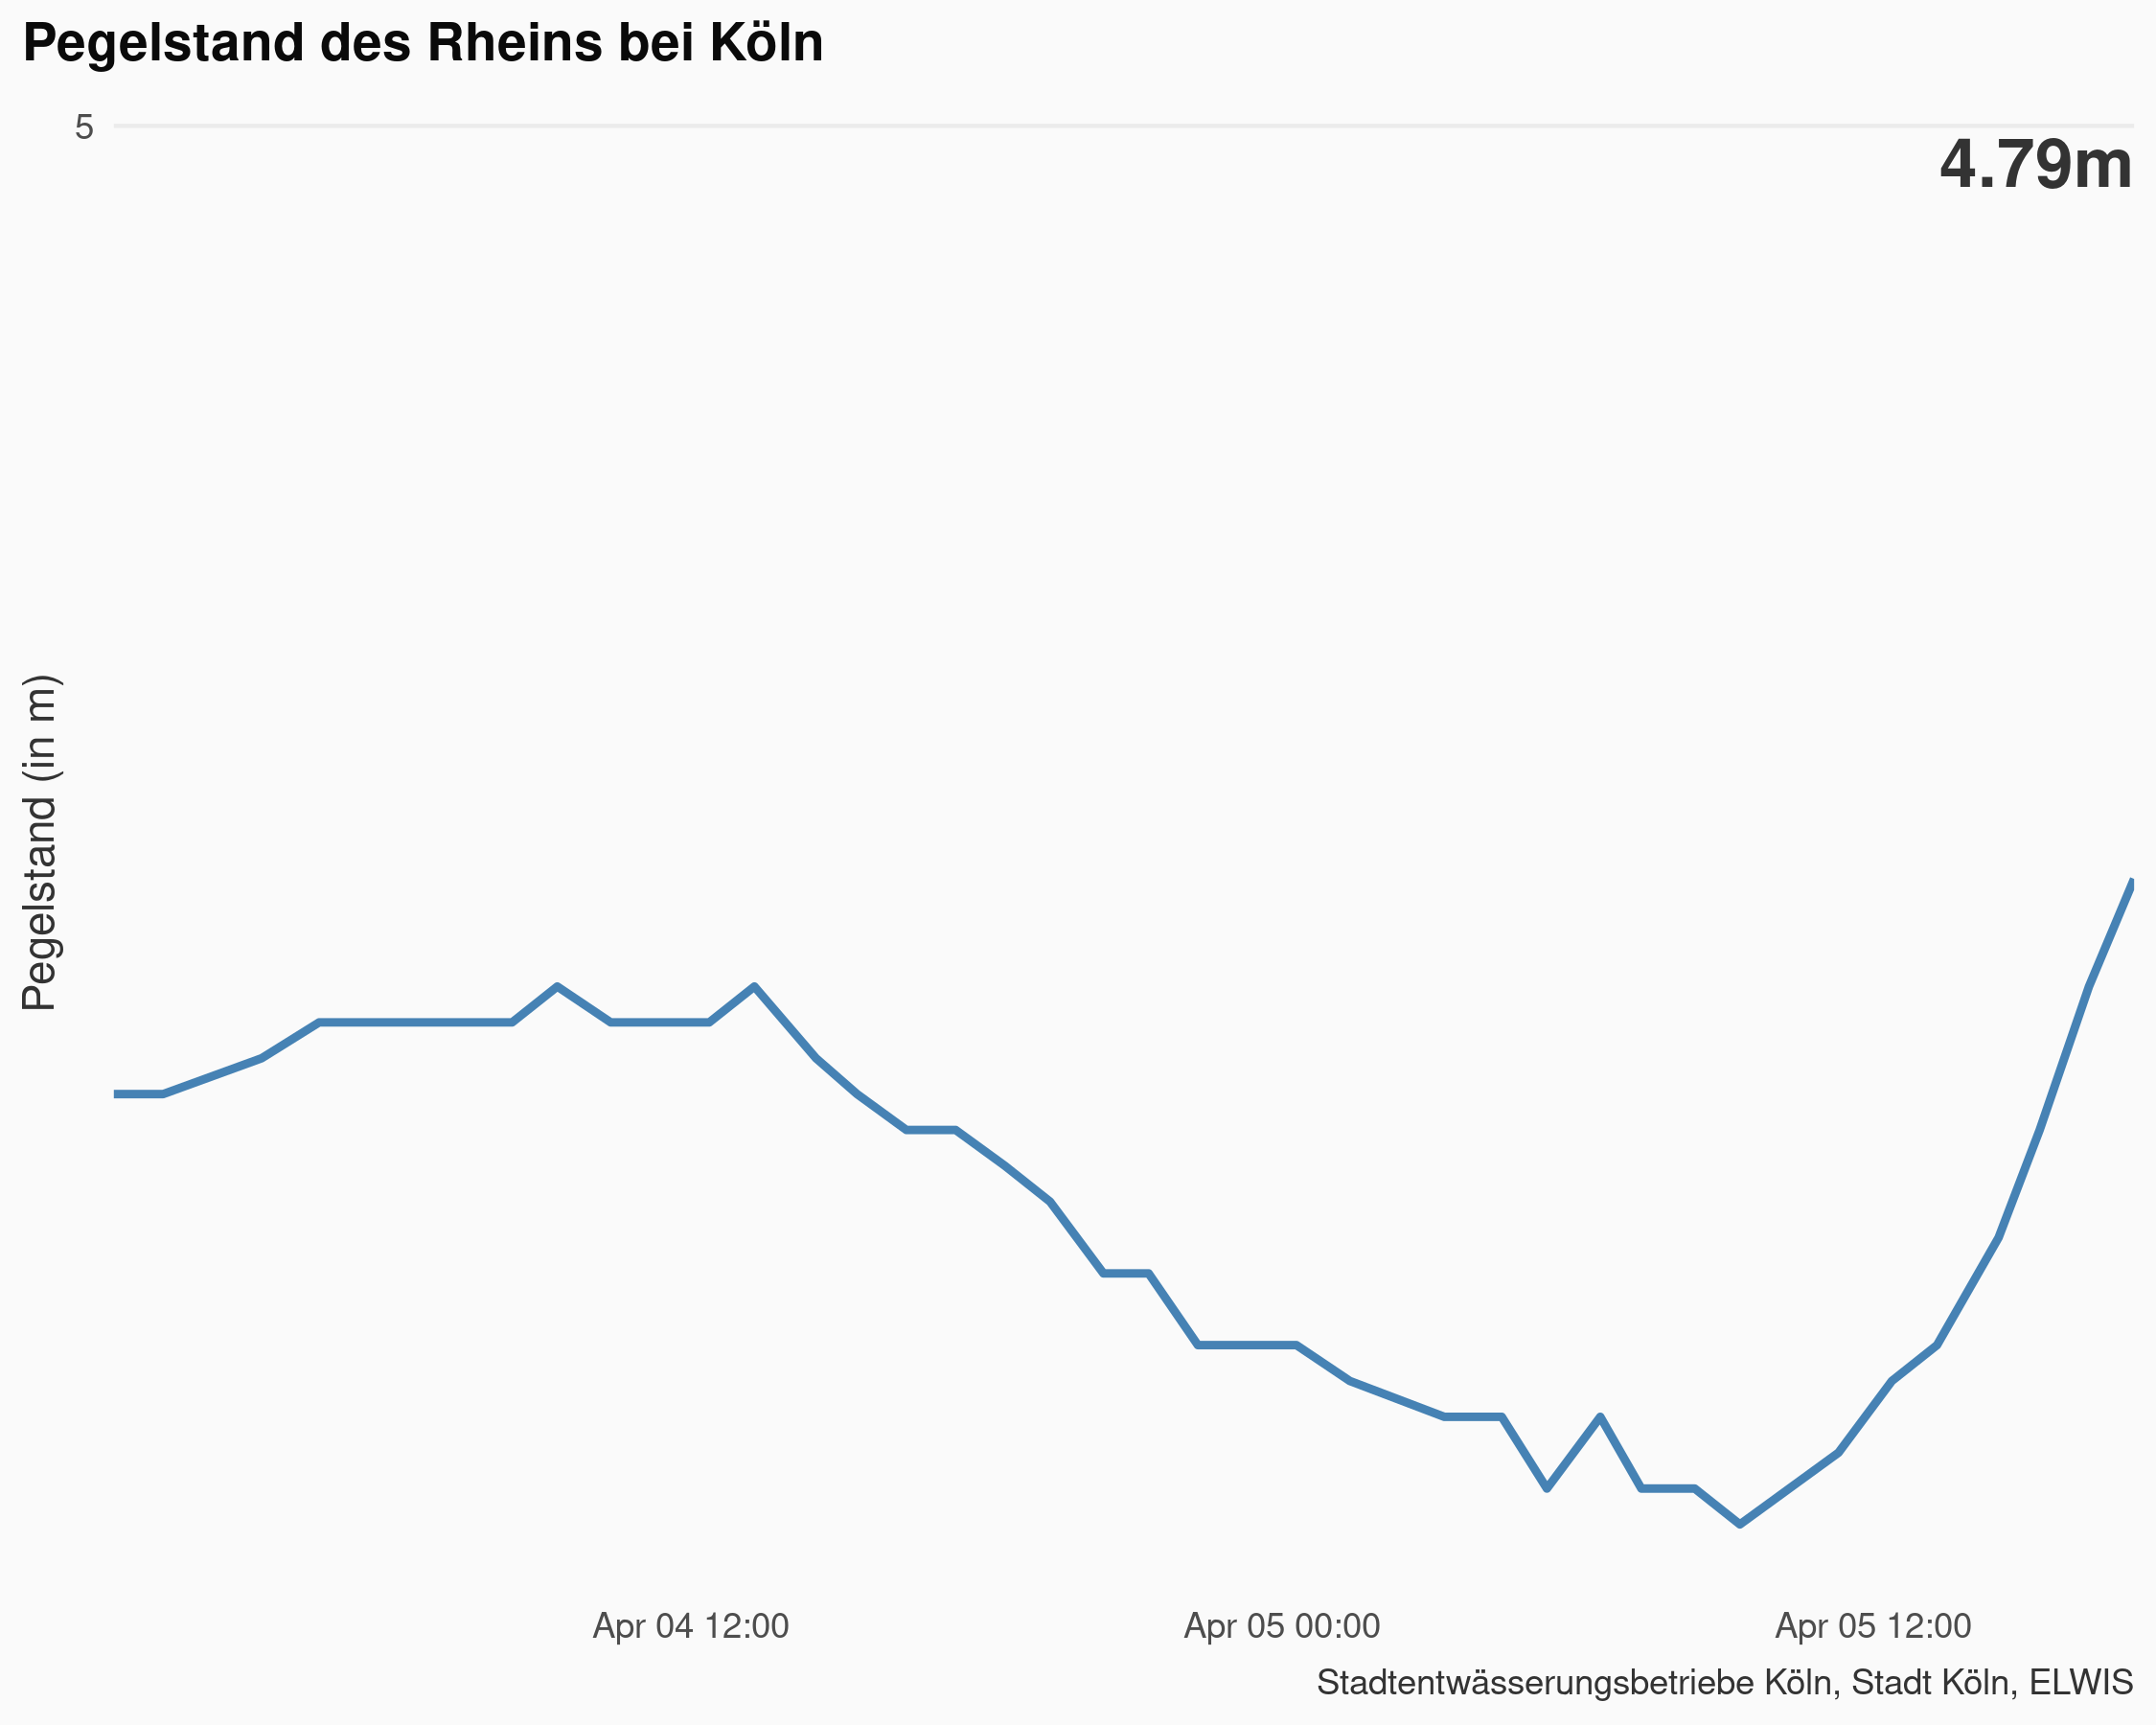 Pegelstand des Rheins bei Köln
5
4.79m
Pegelstand (in m)
Apr 04 12:00
Apr 05 00:00
Apr 05 12:00
Stadtentwässerungsbetriebe Köln, Stadt Köln, ELWIS